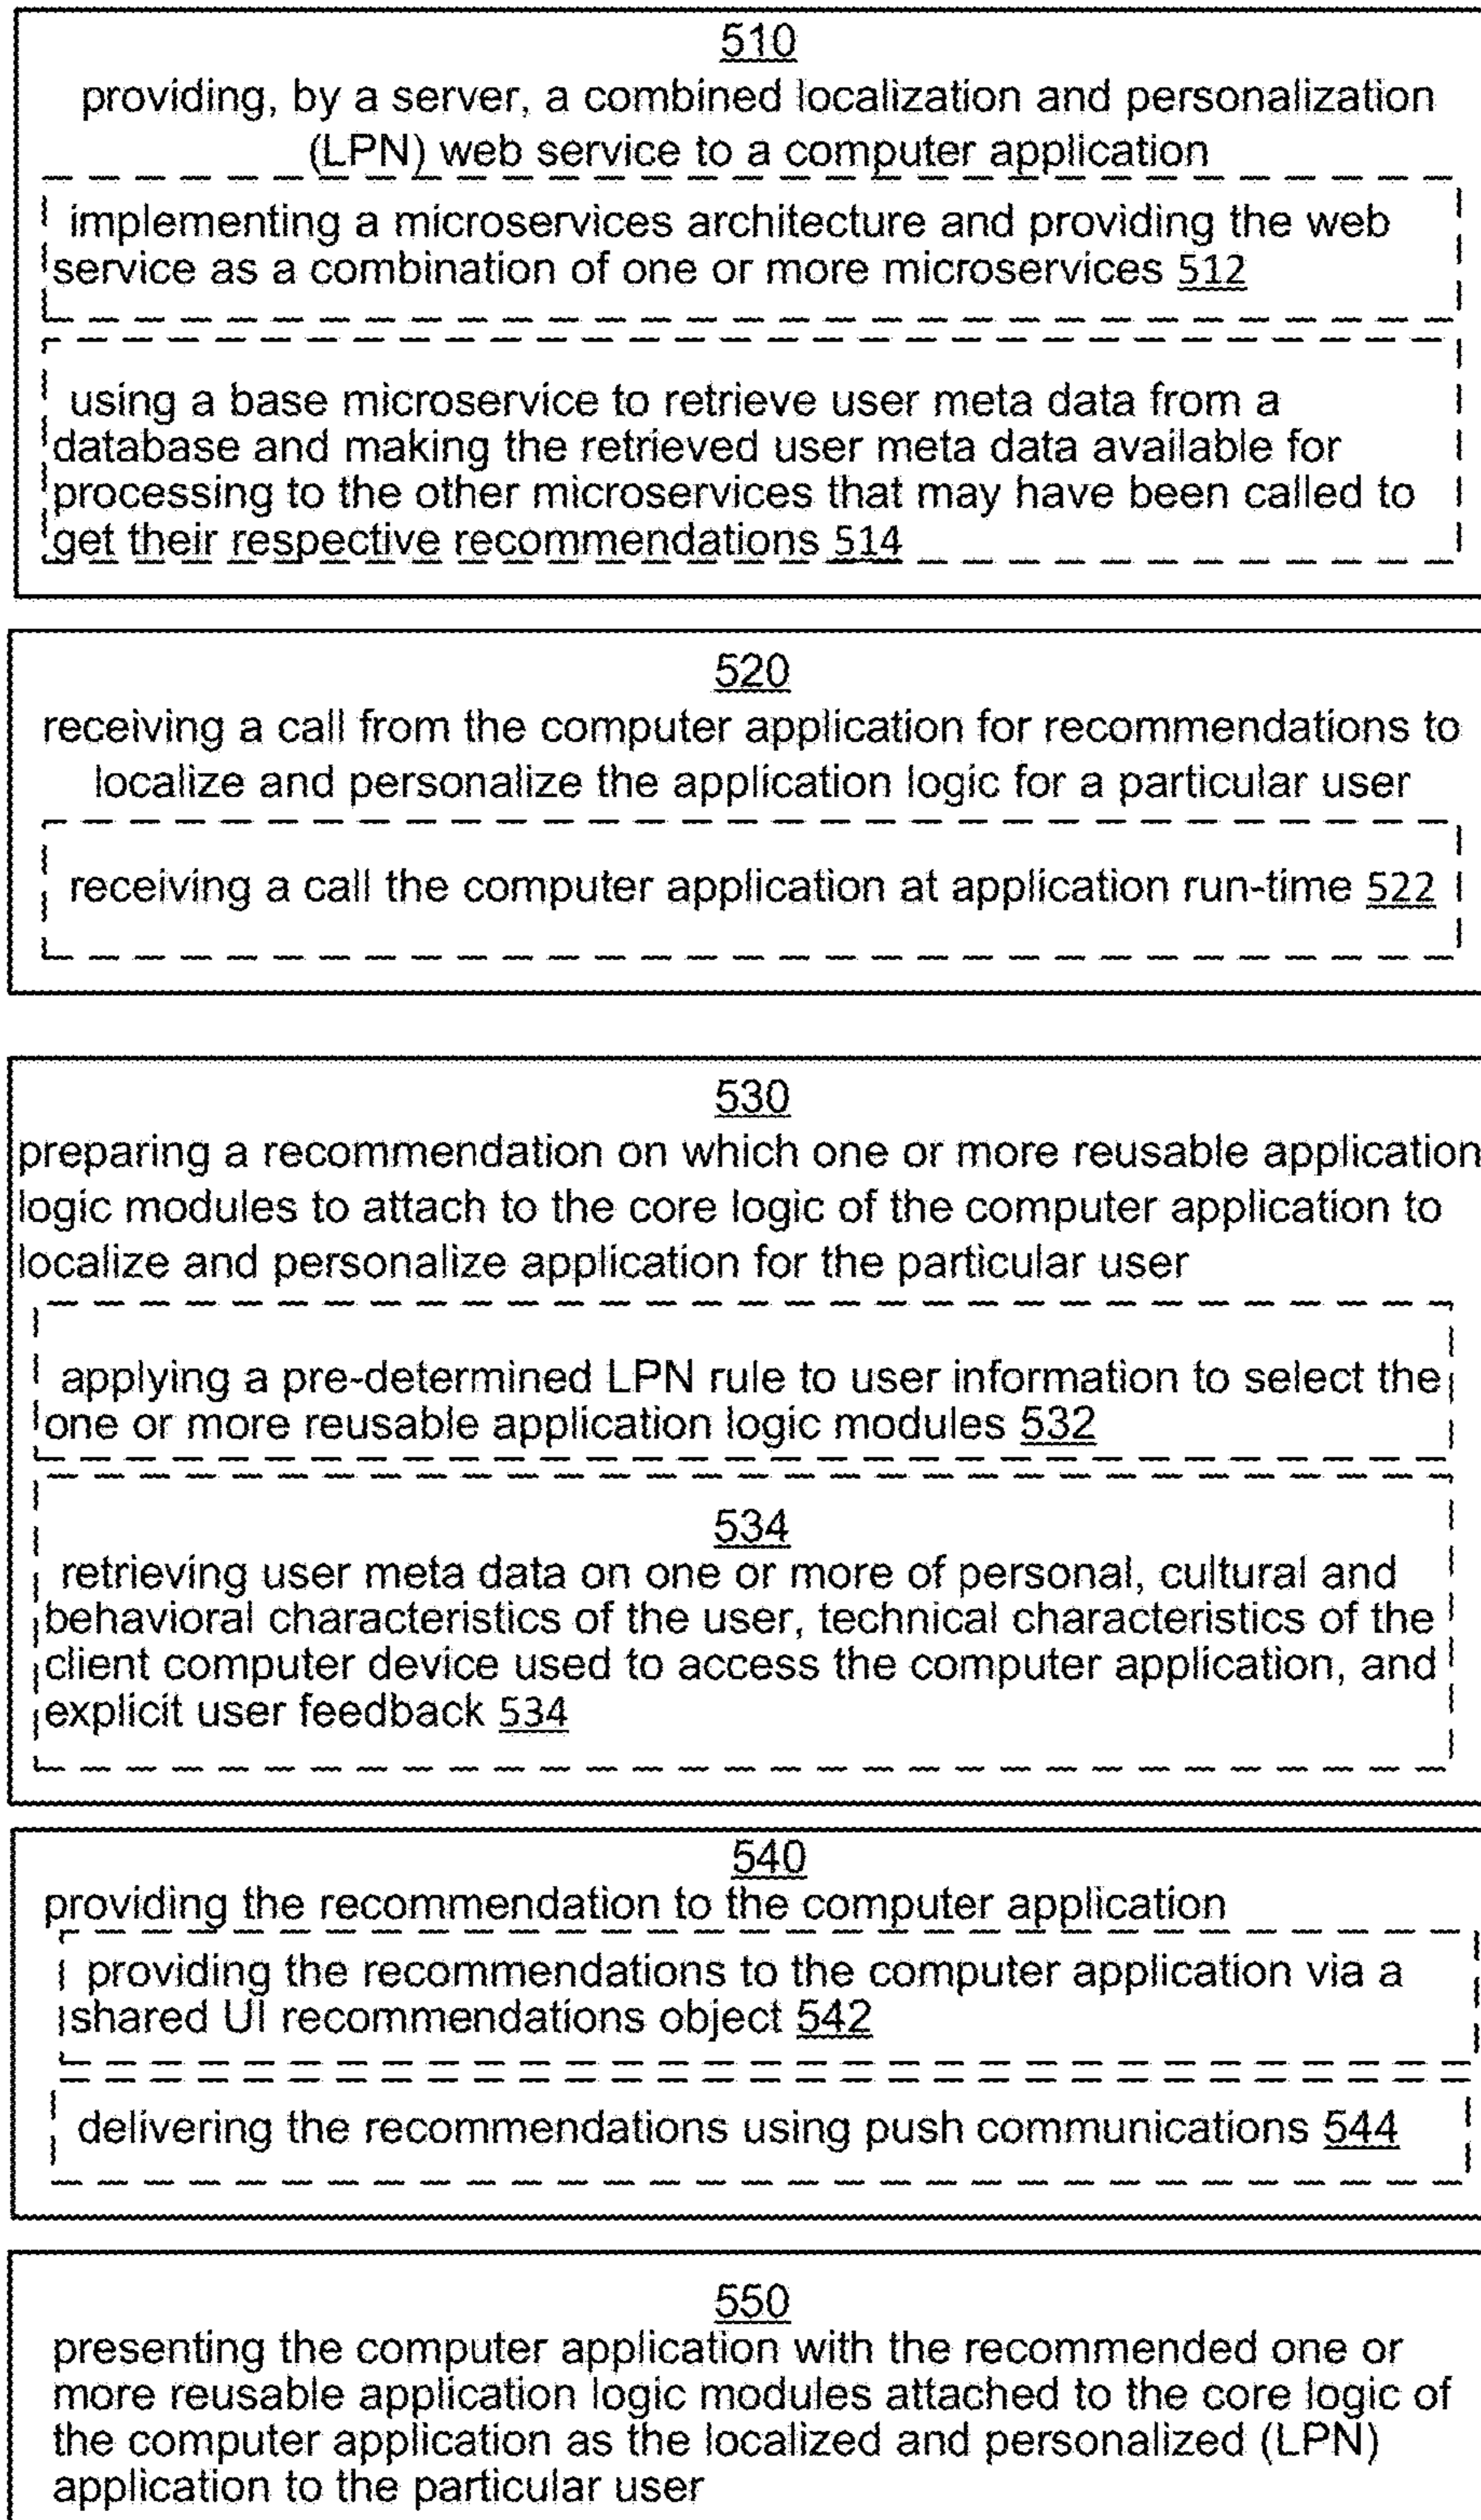 510
providing, by a server, a combined localization and personalization
(LPN) web service to a computer application
implementing a microservices architecture and providing the web
service as a combination of one or more microservices 512
using a base microservice to retrieve user meta data from a
database and making the retrieved user meta data available for
processing to the other microservices that may have been called to
get their respective recommendations 514
520
receiving a call from the computer application for recommendations to
localize and personalize the application logic for a particular user
receiving a call the computer application at application run-time 522
530
preparing a recommendation on which one or more reusable application
logic modules to attach to the core logic of the computer application to
localize and personalize application for the particular user
applying a pre-determined LPN rule to user information to select the
one or more reusable application logic modules 532
534
retrieving user meta data on one or more of personal, cultural and
behavioral characteristics of the user, technical characteristics of the
client computer device used to access the computer application, and
explicit user feedback 534
540
providing the recommendation to the computer application
providing the recommendations to the computer application via a
shared UI recommendations object 542
delivering the recommendations using push communications 544
550
presenting the computer application with the recommended one or
more reusable application logic modules attached to the core logic of
the computer application as the localized and personalized (LPN)
application to the particular user